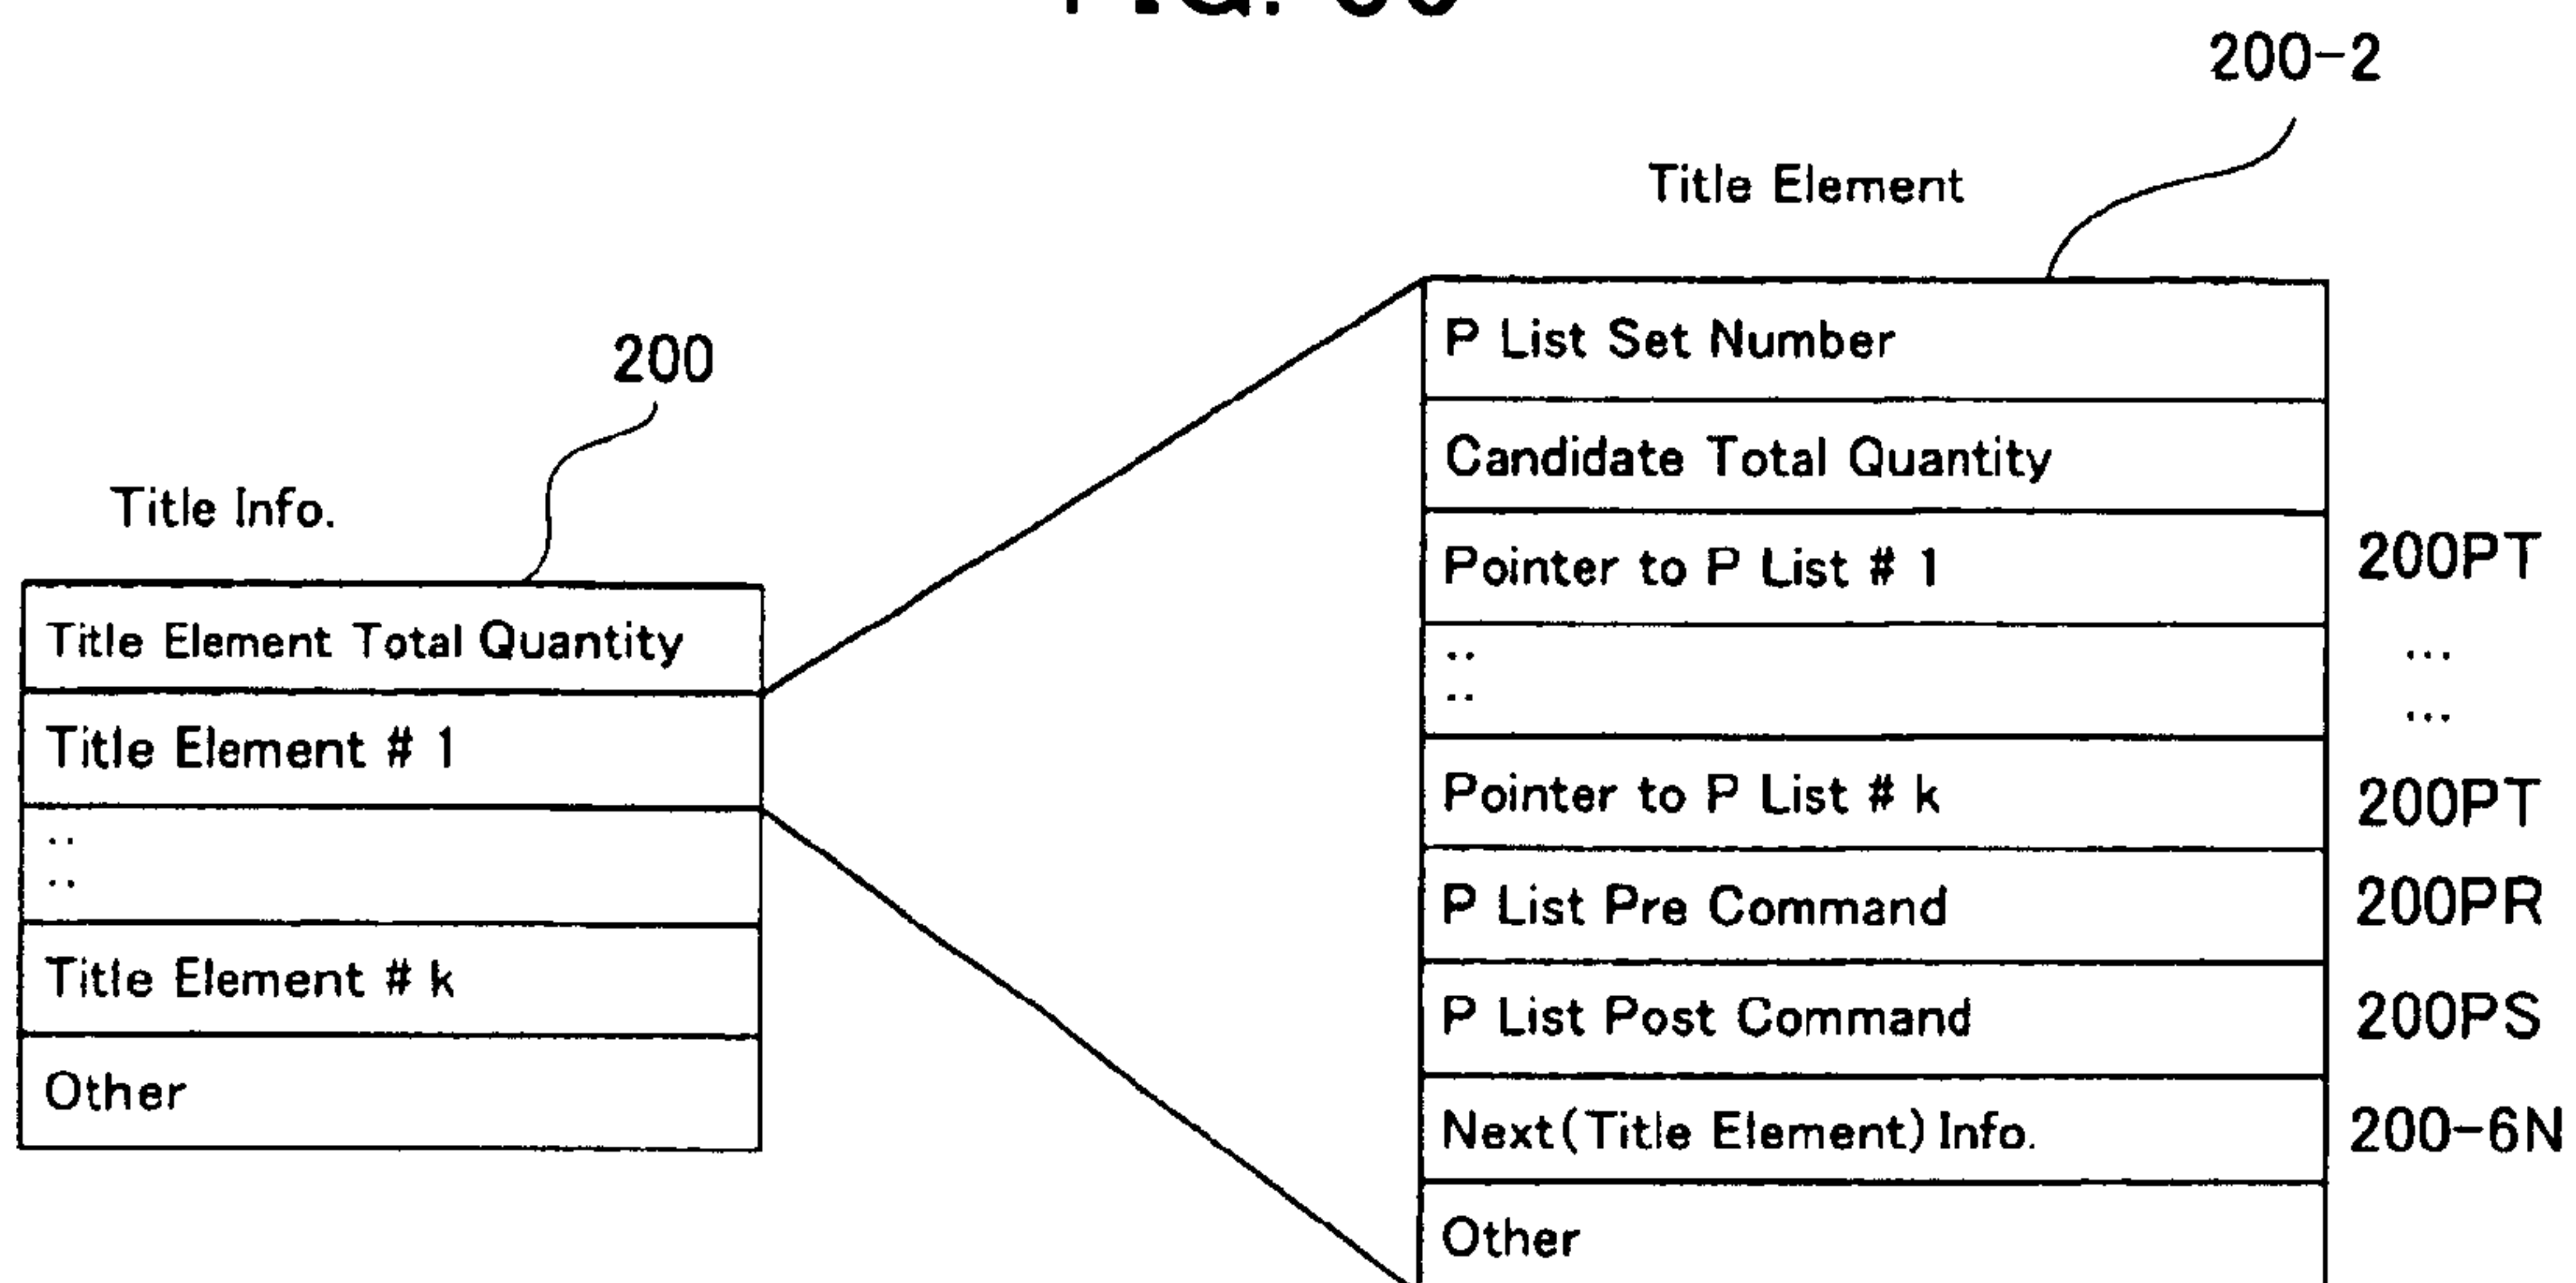 200-2
Title Element
P List Set Number
Candidate Total Quantity
Pointer to P List # 1 200PT
:: ...
:: ...
Pointer to P List # k 200PT
P List Pre Command 200PR
P List Post Command 200PS
Next(Title Element) Info. 200-6N
Other
200
Title Info.
Title Element Total Quantity
Title Element # 1
::
::
Title Element # k
Other